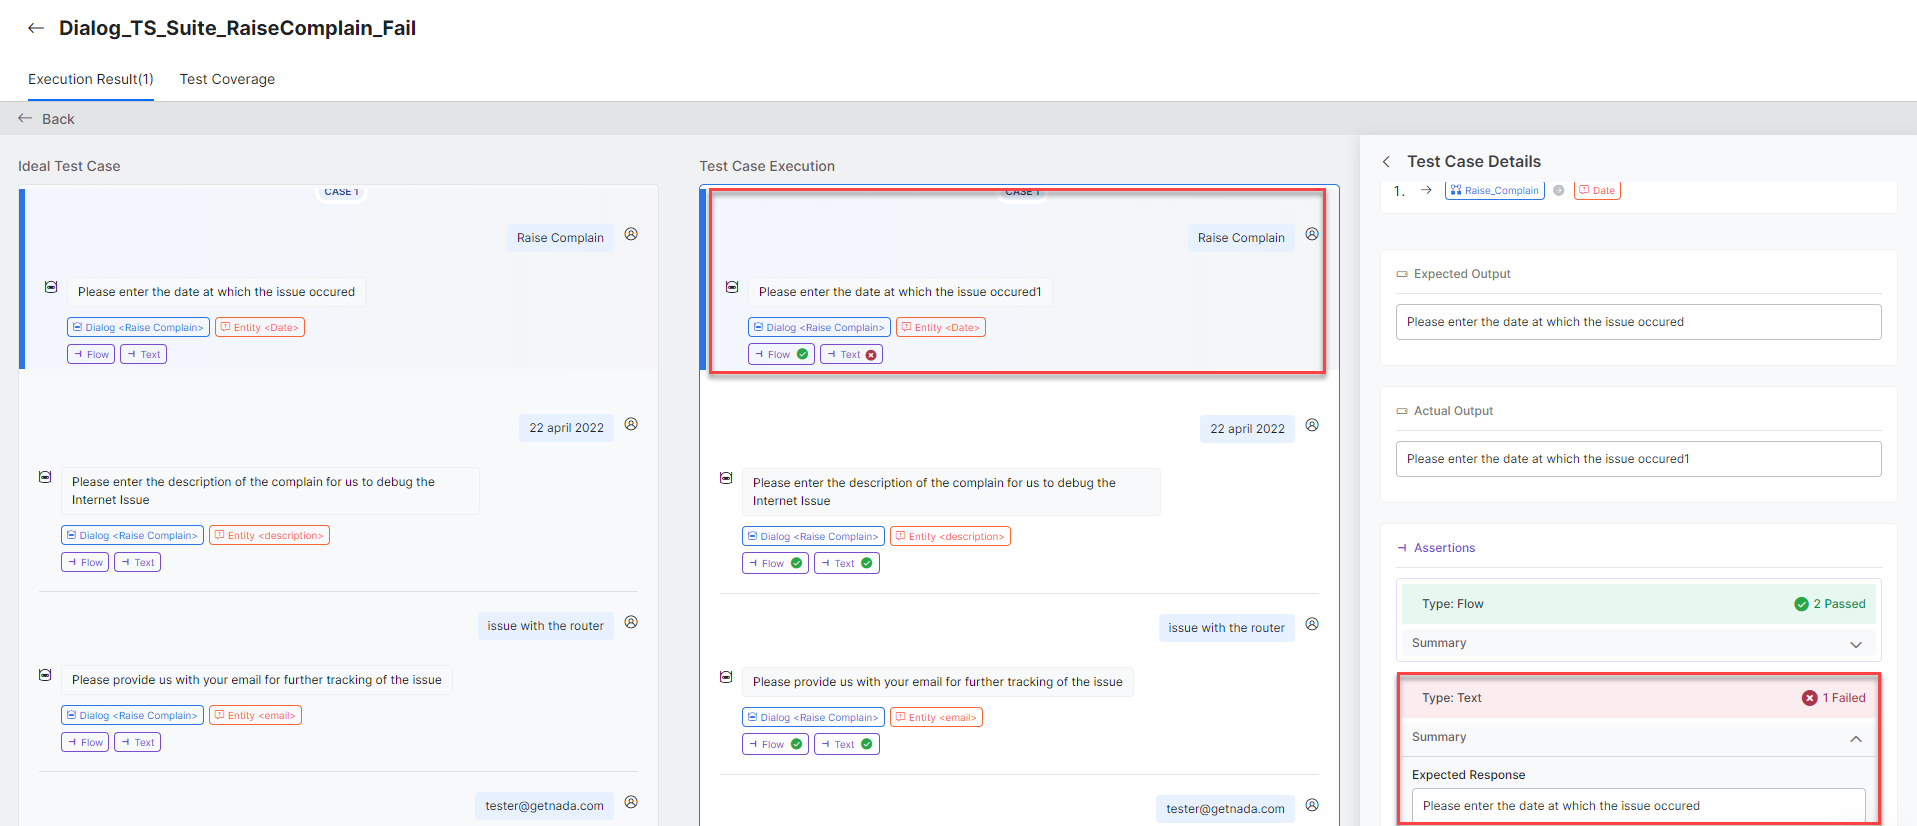 Dialog_TS_Suite_RaiseComplain_Fail
Execution Result(1)
Test Coverage
Back
Ideal Test Case
CASE 1
Raise Complain
Please enter the date at which the issue occured
Dialog <Raise Complain>
Entity <Date>
Flow
Text
22 april 2022
Please enter the description of the complain for us to debug the
Internet Issue
Dialog <Raise Complain>
Entity <description>
Flow
Text
issue with the router
Please provide us with your email for further tracking of the issue
Dialog <Raise Complain>
Entity <email>
Flow
Text
tester@getnada.com
Test Case Execution
CASE 1
Raise Complain
Please enter the date at which the issue occured1
Dialog <Raise Complain>
Entity <Date>
Flow
Text
22 april 2022
Please enter the description of the complain for us to debug the
Internet Issue
Dialog <Raise Complain>
Entity <description>
Flow
Text
issue with the router
Please provide us with your email for further tracking of the issue
Dialog <Raise Complain>
Entity <email>
Flow
Text
tester@getnada.com
Test Case Details
1.
Raise_Complain
Date
Expected Output
Please enter the date at which the issue occured
Actual Output
Please enter the date at which the issue occured1
Assertions
Type: Flow
2 Passed
Summary
Type: Text
1 Failed
Summary
Expected Response
Please enter the date at which the issue occured